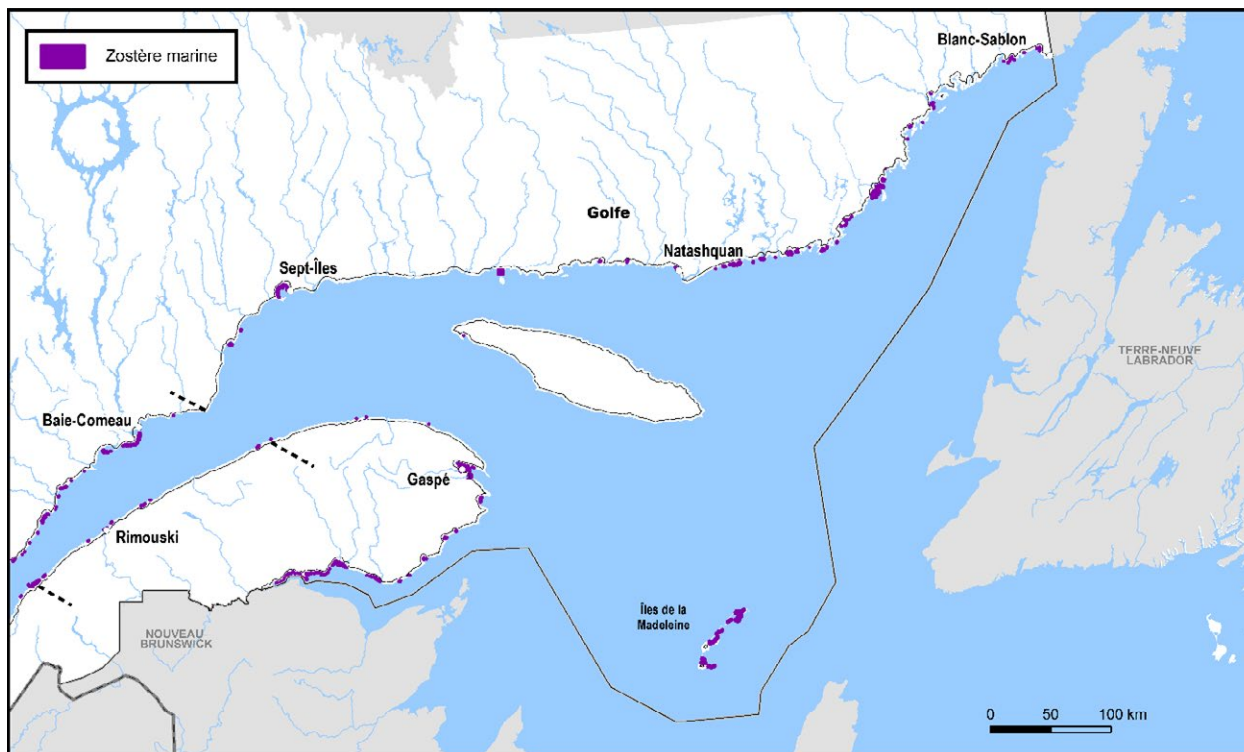 Zostère marine
Blanc-Sablon
Golfe
Natashquan
Sept-Îles
TERRE-NEUVE
LABRADOR
Baie-Comeau
Gaspé
Rimouski
Îles de la
Madeleine
NOUVEAU
BRUNSWICK
0 50 100 km